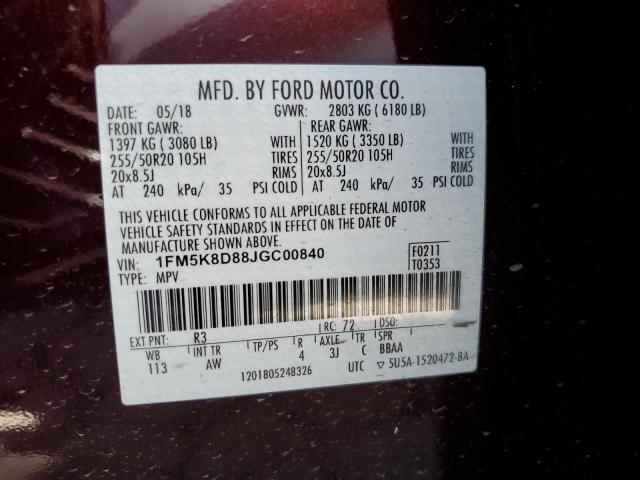 MFD. BY FORD MOTOR CO.
DATE: 05/18 GVWR: 2803 KG ( 6180 LB)
FRONT GAWR: REAR GAWR:
1397 KG ( 3080 LB) WITH 1520 KG ( 3350 LB) WITH
255/50R20 105H TIRES 255/50R20 105H TIRES
20x8.5J RIMS 20x8.5J RIMS
AT 240 kPa/ 35 PSI COLD AT 240 kPa/ 35 PSI COLD
THIS VEHICLE CONFORMS TO ALL APPLICABLE FEDERAL MOTOR
VEHICLE SAFETY STANDARDS IN EFFECT ON THE DATE OF
MANUFACTURE SHOWN ABOVE.
VIN: 1FM5K8D88JGC00840 F0211
TYPE: MPV T0353
EXT PNT: R3 RC: 72 DSO:
WB INT TR TP/PS R AXLE TR SPR
113 AW 4 3J C BBAA
1201805248326 UTC ▽ 5U5A-1520472-BA